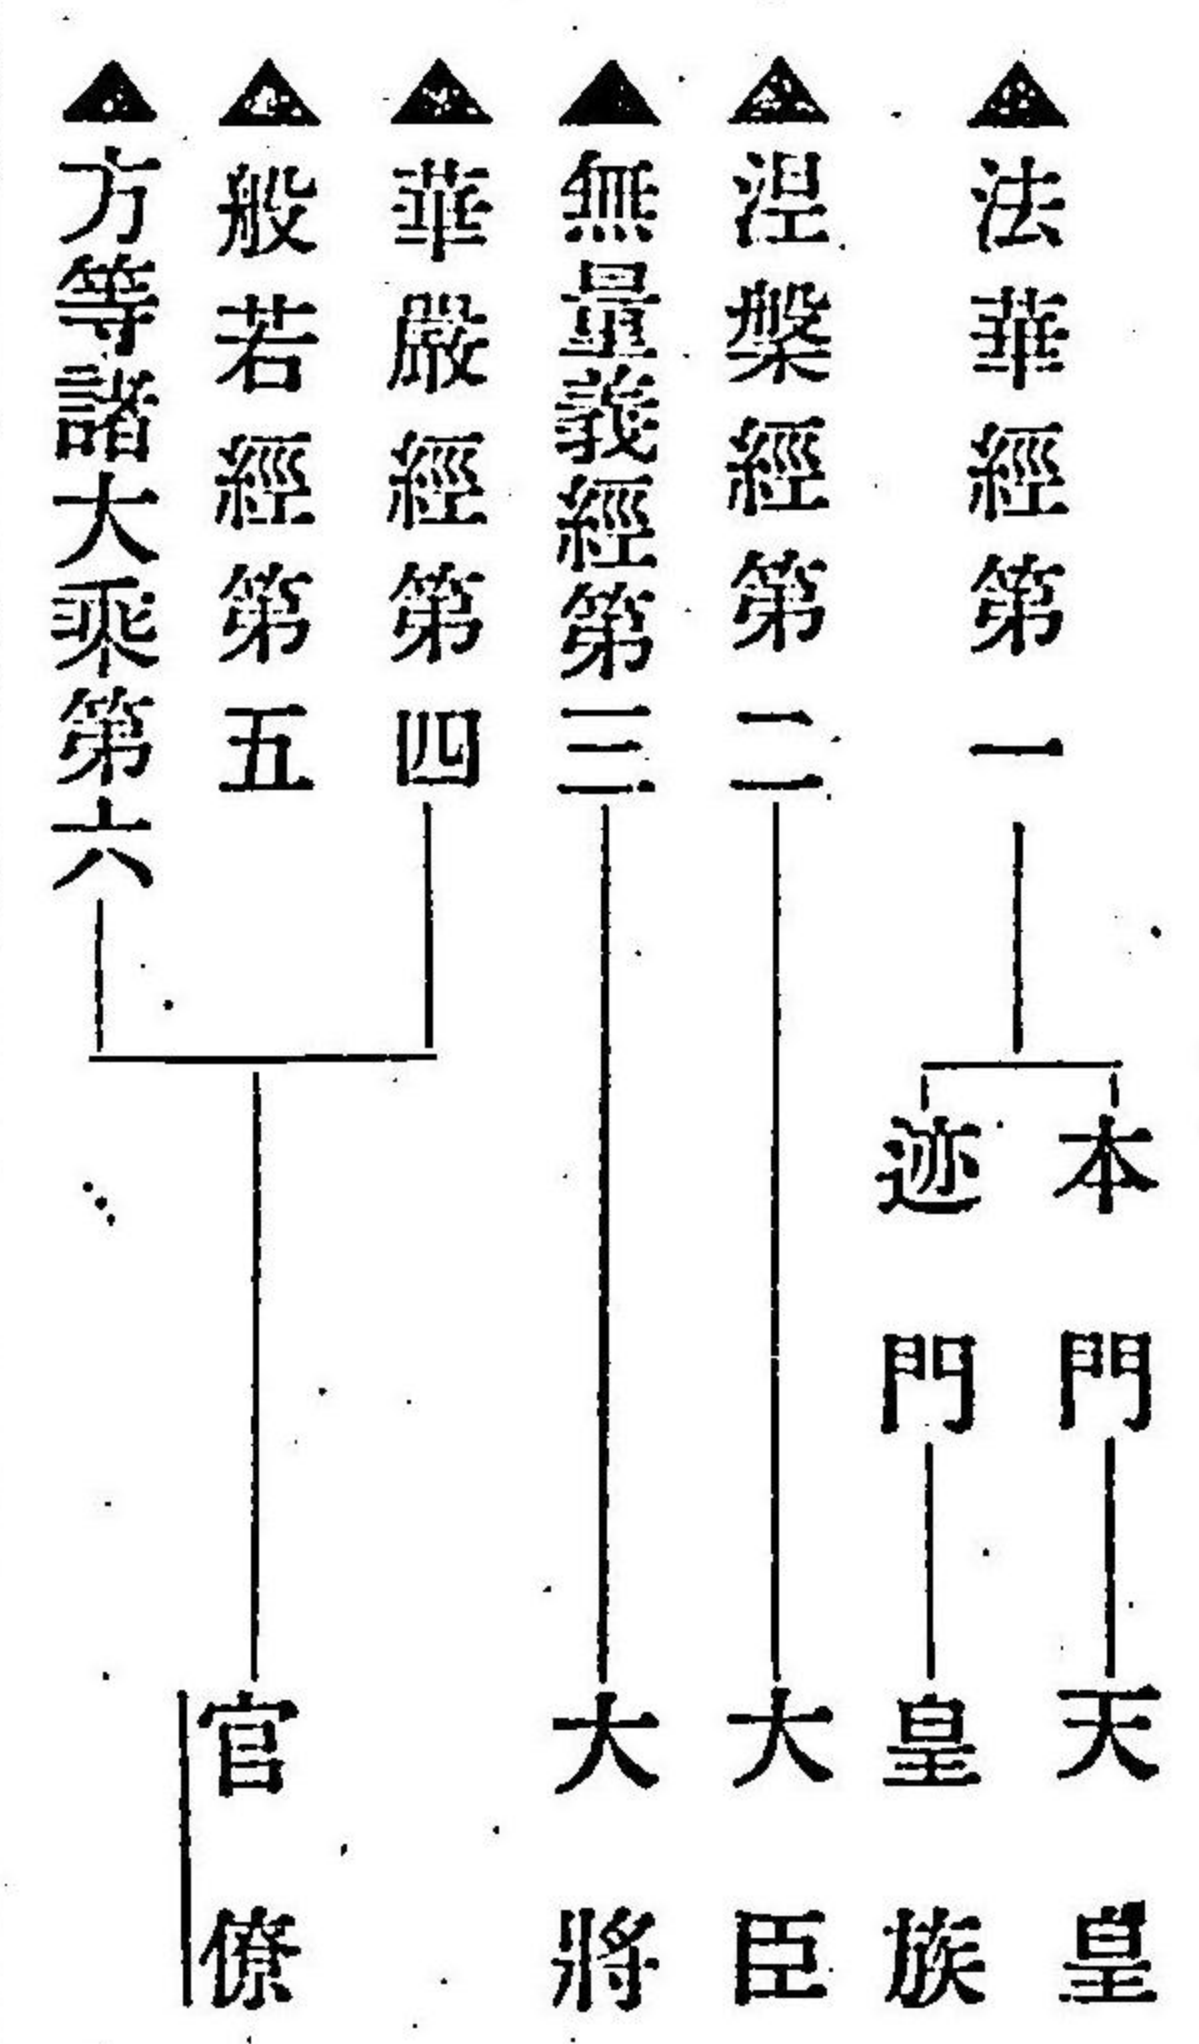 ▲法華經第一
本門
天皇
迹門
皇族
▲涅槃經第二
大臣
▲無量義經第三
大將
▲華嚴經第四
▲般若經第五
▲方等諸大乘第六
官僚